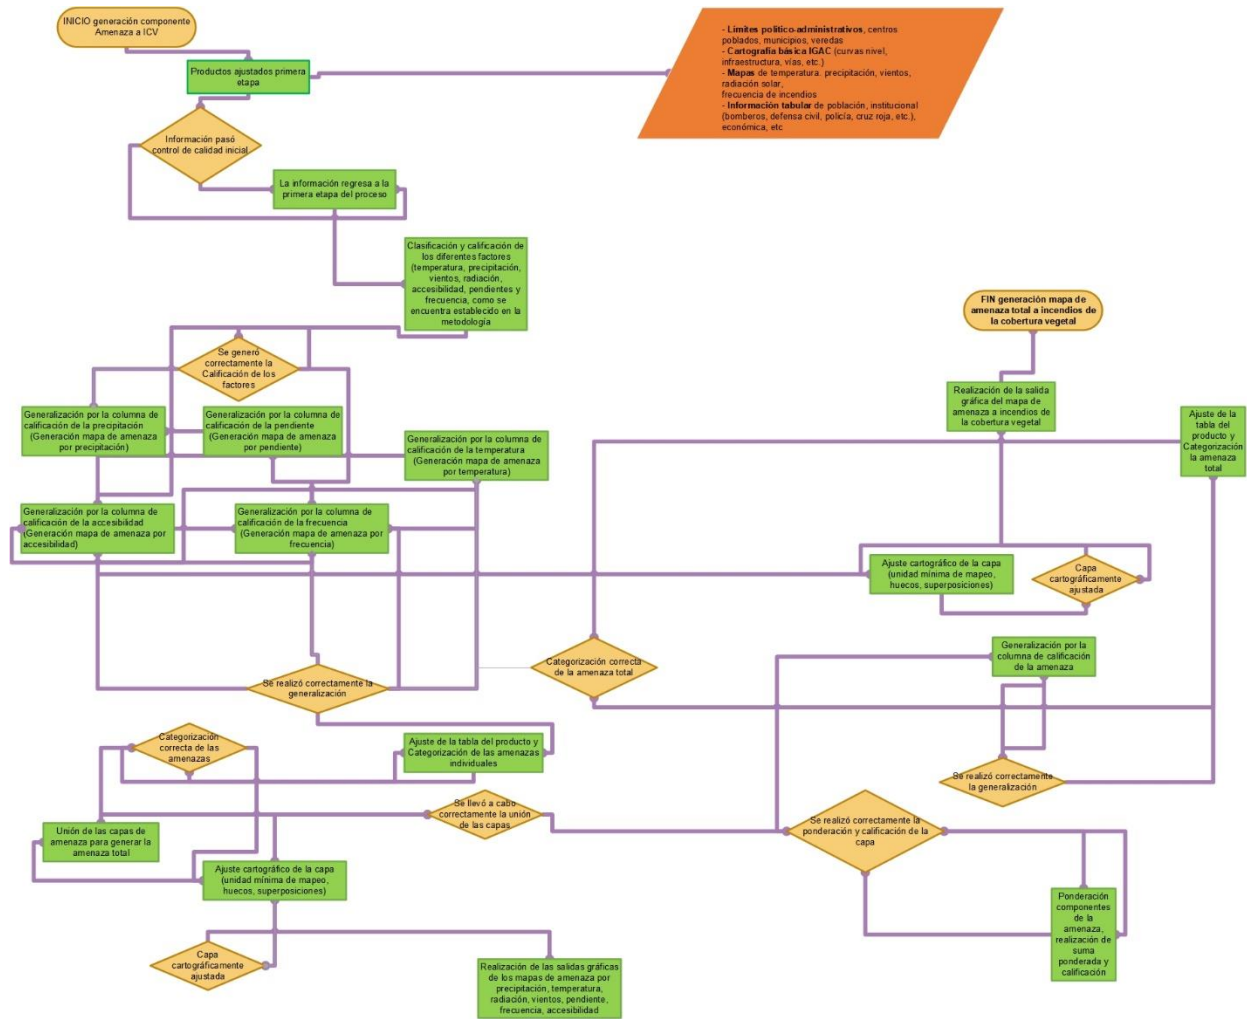 INICIO generación componente
Amenaza a ICV
- Limites político-administrativos, centros
poblados, municipios, veredas
- Cartografía básica IGAC (curvas nivel,
infraestructura, vías, etc.)
- Mapas de temperatura. precipitación, vientos,
radiación solar,
frecuencia de incendios
- Información tabular de población, institucional
(bomberos, defensa civil, policía, cruz roja, etc.),
económica, etc
Productos ajustados primera
etapa
Información pasó
control de calidad inicial
La información regresa a la
primera etapa del proceso
Clasificación y calificación de
los diferentes factores
(temperatura, precipitación,
vientos, radiación,
accesibilidad, pendientes y
frecuencia, como se
encuentra establecido en la
metodología
FIN generación mapa de
amenaza total a incendios de
la cobertura vegetal
Se generó
correctamente la
Calificación de los
factores
Realización de la salida
gráfica del mapa de
amenaza a incendios de
la cobertura vegetal
Ajuste de la
tabla del
producto y
Categorización
la amenaza
total
Generalización por la columna de
calificación de la precipitación
(Generación mapa de amenaza
por precipitación)
Generalización por la columna de
calificación de la pendiente
(Generación mapa de amenaza
por pendiente)
Generalización por la columna de
calificación de la temperatura
(Generación mapa de amenaza
por temperatura)
Generalización por la columna de
calificación de la accesibilidad
(Generación mapa de amenaza por
accesibilidad)
Generalización por la columna de
calificación de la frecuencia
(Generación mapa de amenaza por
frecuencia)
Ajuste cartográfico de la capa
(unidad mínima de mapeo,
huecos, superposiciones)
Capa
cartográficamente
ajustada
Generalización por la
columna de calificación
de la amenaza
Categorización correcta
de la amenaza total
Se realizó correctamente la
generalización
Categorización
correcta de las
amenazas
Ajuste de la tabla del producto y
Categorización de las amenazas
individuales
Se realizó correctamente
la generalización
Se llevó a cabo
correctamente la unión
de las capas
Se realizó correctamente la
ponderación y calificación de la
capa
Unión de las capas de
amenaza para generar la
amenaza total
Ajuste cartográfico de la capa
(unidad mínima de mapeo,
huecos, superposiciones)
Ponderación
componentes
de la
amenaza,
realización de
suma
ponderada y
calificación
Capa
cartográficamente
ajustada
Realización de las salidas gráficas
de los mapas de amenaza por
precipitación, temperatura,
radiación, vientos, pendiente,
frecuencia, accesibilidad